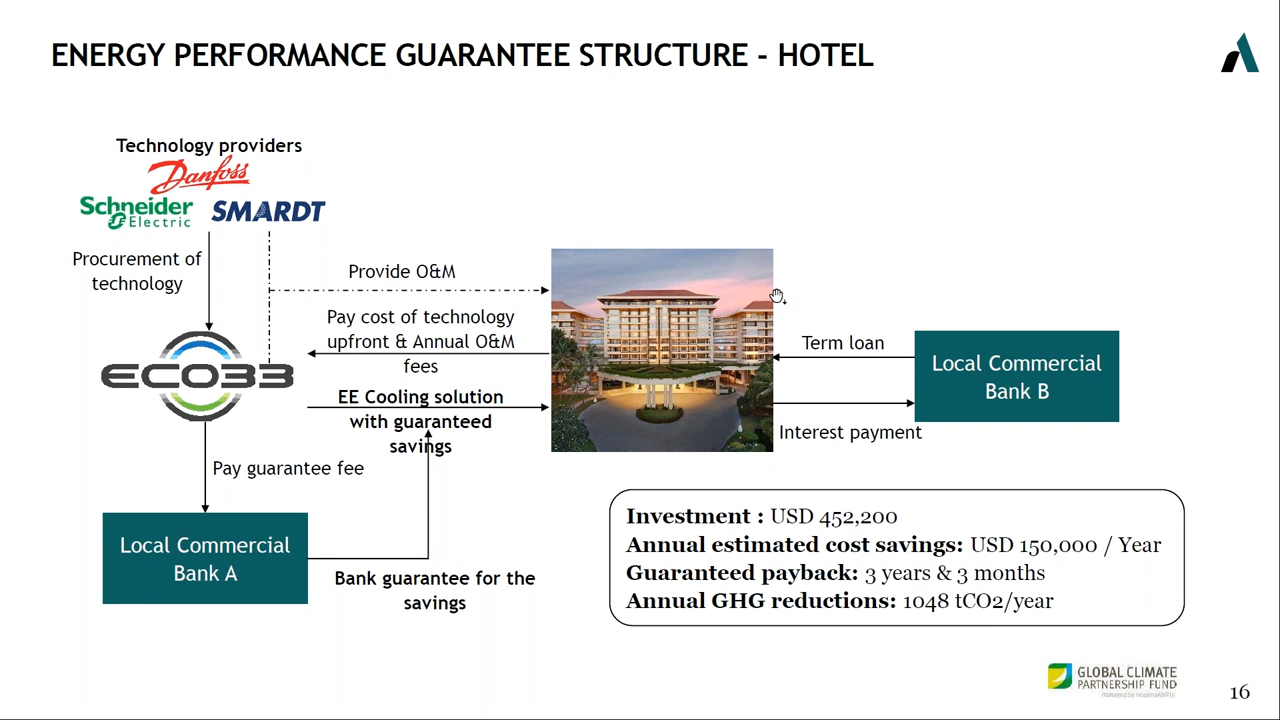 ENERGY PERFORMANCE GUARANTEE STRUCTURE - HOTEL
Technology providers
Danfoss
Schneider
Electric
SMARDT
Procurement of
technology
Provide O&M
Pay cost of technology
upfront & Annual O&M
fees
ECO33
EE Cooling solution
with guaranteed
savings
Term loan
Local Commercial
Bank B
Interest payment
Pay guarantee fee
Local Commercial
Bank A
Bank guarantee for the
savings
Investment : USD 452,200
Annual estimated cost savings: USD 150,000 / Year
Guaranteed payback: 3 years & 3 months
Annual GHG reductions: 1048 tCO2/year
GLOBAL CLIMATE
PARTNERSHIP FUND
managed by responsAbility
16